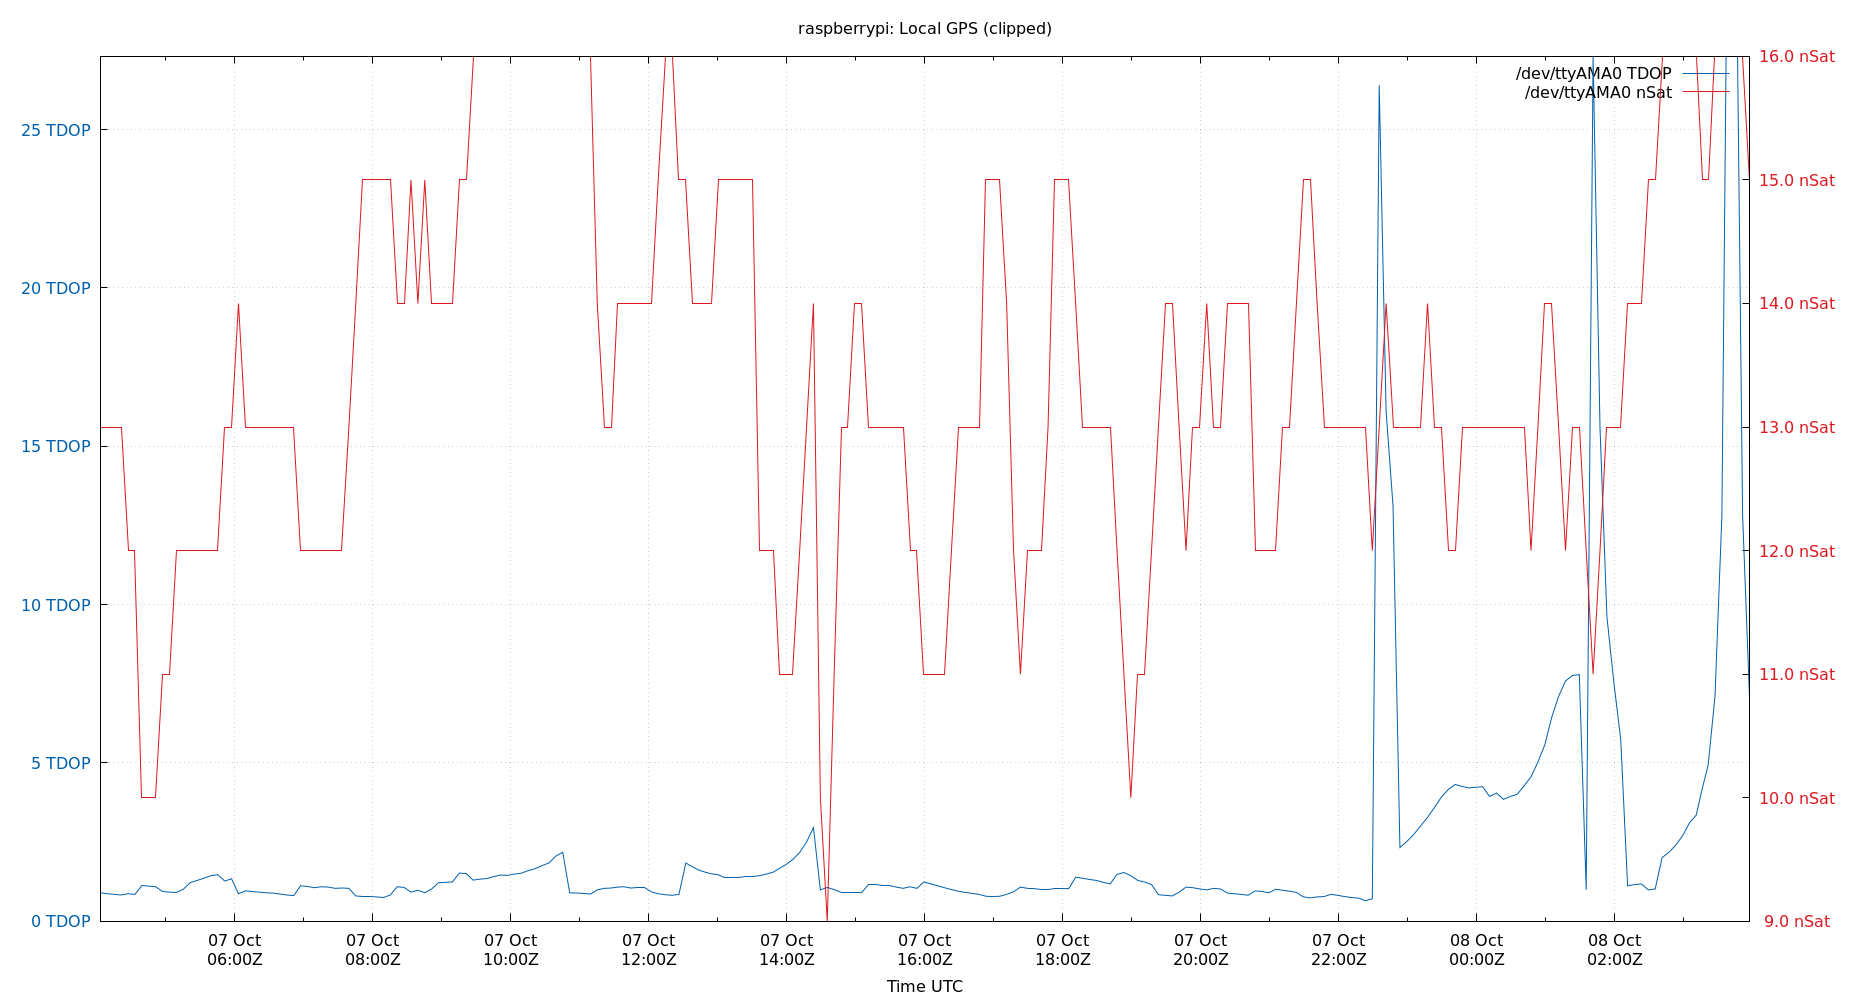 raspberrypi: Local GPS (clipped)
/dev/ttyAMA0 TDOP
/dev/ttyAMA0 nSat
25 TDOP
20 TDOP
15 TDOP
10 TDOP
5 TDOP
0 TDOP
16.0 nSat
15.0 nSat
14.0 nSat
13.0 nSat
12.0 nSat
11.0 nSat
10.0 nSat
9.0 nSat
07 Oct
06:00Z
07 Oct
08:00Z
07 Oct
10:00Z
07 Oct
12:00Z
07 Oct
14:00Z
07 Oct
16:00Z
07 Oct
18:00Z
07 Oct
20:00Z
07 Oct
22:00Z
08 Oct
00:00Z
08 Oct
02:00Z
Time UTC